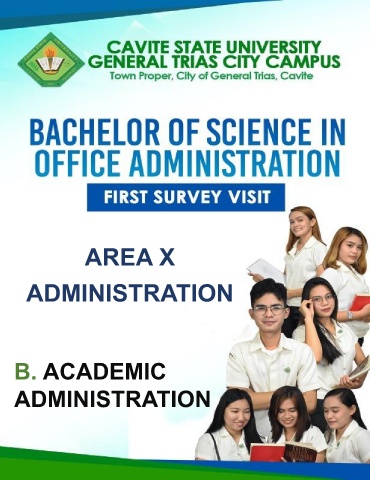 CAVITE STATE UNIVERSITY
GENERAL TRIAS CITY CAMPUS
Town Proper, City of General Trias, Cavite
BACHELOR OF SCIENCE IN
OFFICE ADMINISTRATION
FIRST SURVEY VISIT
AREA X
ADMINISTRATION
B. ACADEMIC
ADMINISTRATION